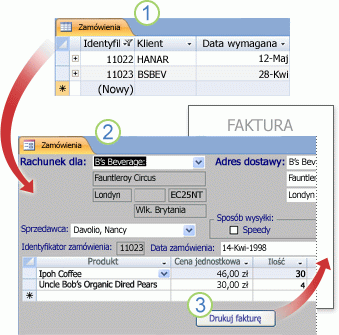 1
Zamówienia
Identyfil Klient Data wymagana
11022 HANAR 12-Maj
11023 BSBEV 28-Kwi
(Nowy)
2
FAKTURA
Zamówienia
Rachunek dla: B's Beverage: Adres dostawy: B's Bev
Fauntleroy Circus Fauntleroy
Londyn EC25NT Londyn
Wlk. Brytania
Sposób wysyłki:
Sprzedawca: Davolio, Nancy Speedy
Identyfikator zamówienia: 11023 Data zamówienia: 14-Kwi-1998
Produkt Cena jednostkowa Ilość
Ipoh Coffee 46,00 zł 30
Uncle Bob's Organic Dired Pears 30,00 zł 4
3
Drukuj fakturę